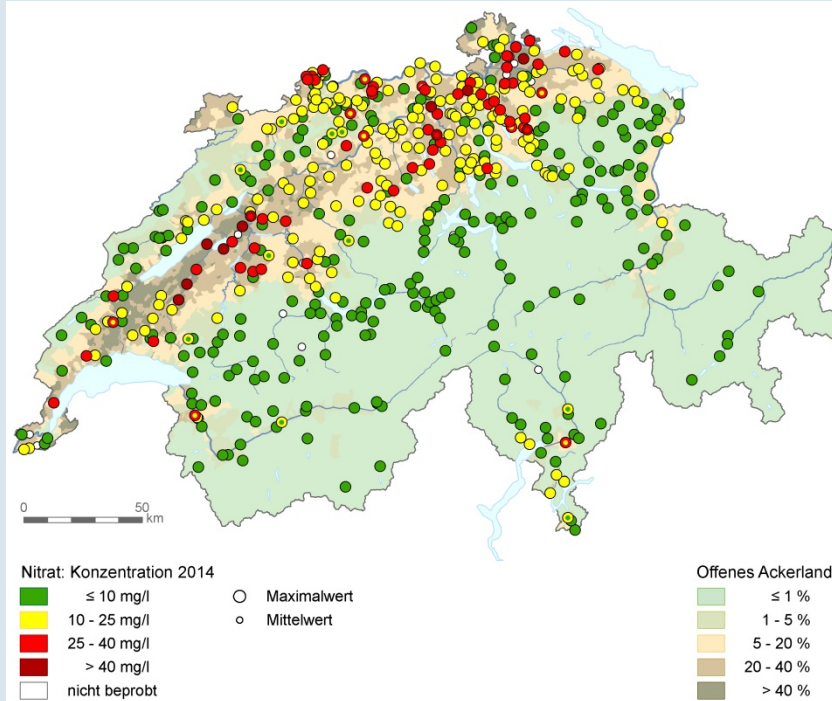 0 50
km
Nitrat: Konzentration 2014
≤ 10 mg/l
10 - 25 mg/l
25 - 40 mg/l
> 40 mg/l
nicht beprobt
Maximalwert
Mittelwert
Offenes Ackerland
≤ 1 %
1 - 5 %
5 - 20 %
20 - 40 %
> 40 %